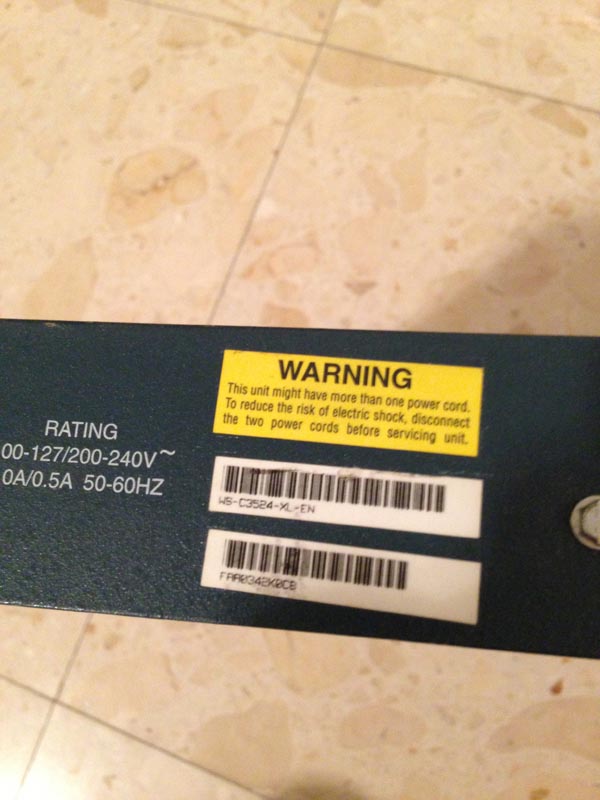 WARNING
This unit might have more than one power cord.
To reduce the risk of electric shock, disconnect
the two power cords before servicing unit.
RATING
00-127/200-240V~
0A/0.5A 50-60HZ
WS-C3524-XL-EN
FAA0342K0CB